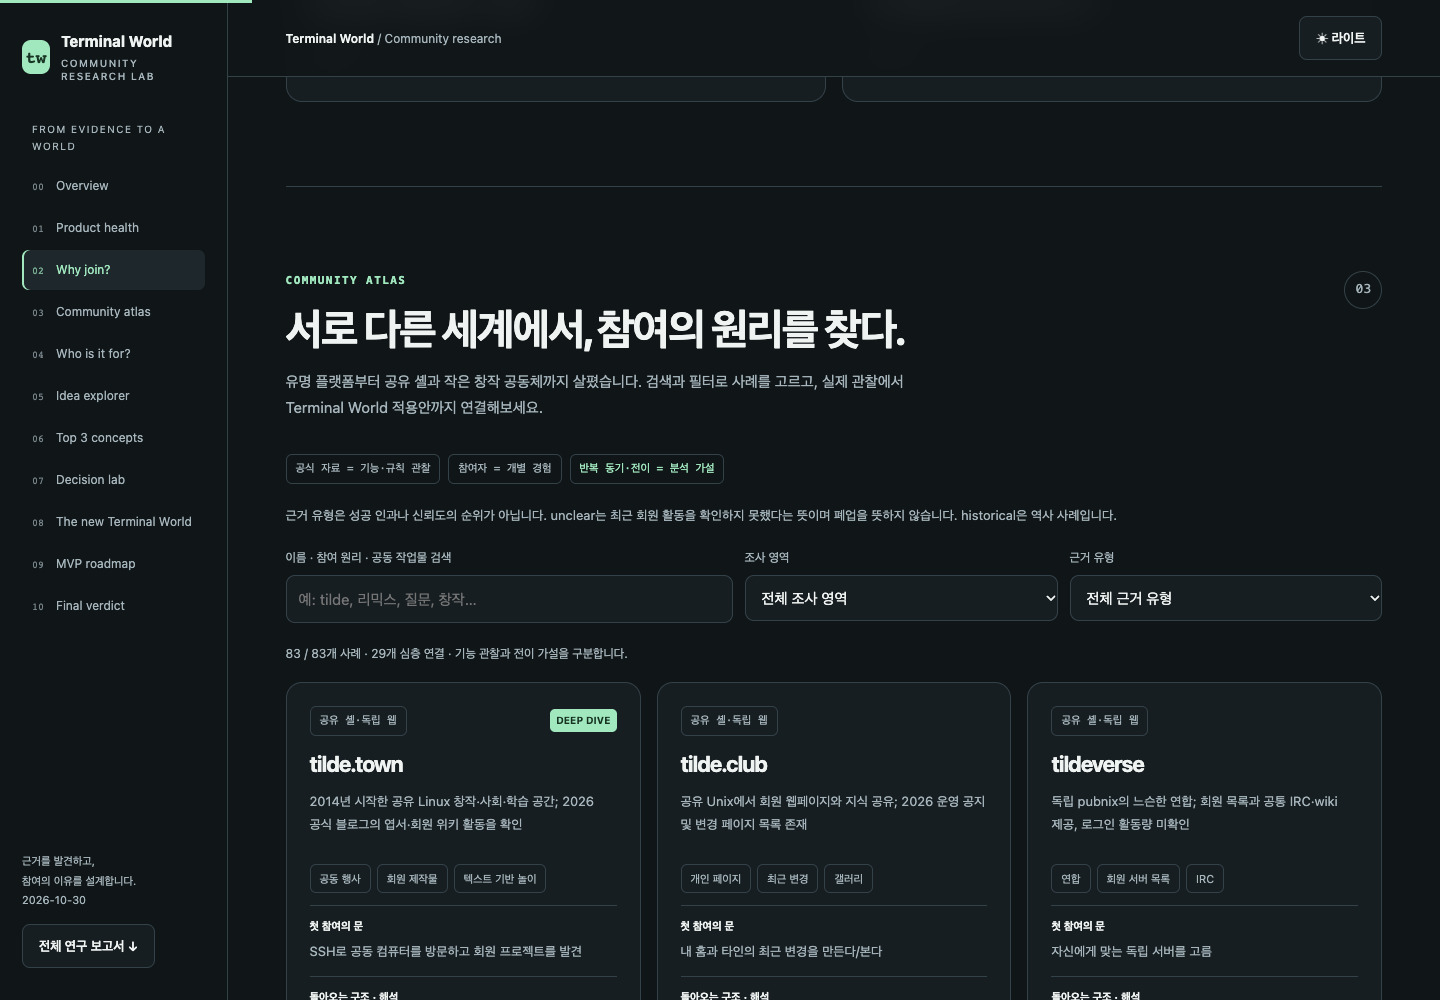 tw
Terminal World
COMMUNITY
RESEARCH LAB
FROM EVIDENCE TO A
WORLD
00 Overview
01 Product health
02 Why join?
03 Community atlas
04 Who is it for?
05 Idea explorer
06 Top 3 concepts
07 Decision lab
08 The new Terminal World
09 MVP roadmap
10 Final verdict
근거를 발견하고,
참여의 이유를 설계합니다.
2026-10-30
전체 연구 보고서 ↓
Terminal World / Community research
☀ 라이트
COMMUNITY ATLAS
03
서로 다른 세계에서, 참여의 원리를 찾다.
유명 플랫폼부터 공유 셸과 작은 창작 공동체까지 살폈습니다. 검색과 필터로 사례를 고르고, 실제 관찰에서
Terminal World 적용안까지 연결해보세요.
공식 자료 = 기능·규칙 관찰
참여자 = 개별 경험
반복 동기·전이 = 분석 가설
근거 유형은 성공 인과나 신뢰도의 순위가 아닙니다. unclear는 최근 회원 활동을 확인하지 못했다는 뜻이며 폐업을 뜻하지 않습니다. historical은 역사 사례입니다.
이름 · 참여 원리 · 공동 작업물 검색
조사 영역
근거 유형
예: tilde, 리믹스, 질문, 창작...
전체 조사 영역
전체 근거 유형
83 / 83개 사례 · 29개 심층 연결 · 기능 관찰과 전이 가설을 구분합니다.
공유 셸·독립 웹
DEEP DIVE
tilde.town
2014년 시작한 공유 Linux 창작·사회·학습 공간; 2026
공식 블로그의 엽서·회원 위키 활동을 확인
공동 행사
회원 제작물
텍스트 기반 놀이
첫 참여의 문
SSH로 공동 컴퓨터를 방문하고 회원 프로젝트를 발견
돌아오는 구조 · 해설
공유 셸·독립 웹
tilde.club
공유 Unix에서 회원 웹페이지와 지식 공유; 2026 운영 공지
및 변경 페이지 목록 존재
개인 페이지
최근 변경
갤러리
첫 참여의 문
내 홈과 타인의 최근 변경을 만든다/본다
돌아오는 구조 · 해설
공유 셸·독립 웹
tildeverse
독립 pubnix의 느슨한 연합; 회원 목록과 공통 IRC·wiki
제공, 로그인 활동량 미확인
연합
회원 서버 목록
IRC
첫 참여의 문
자신에게 맞는 독립 서버를 고름
돌아오는 구조 · 해설